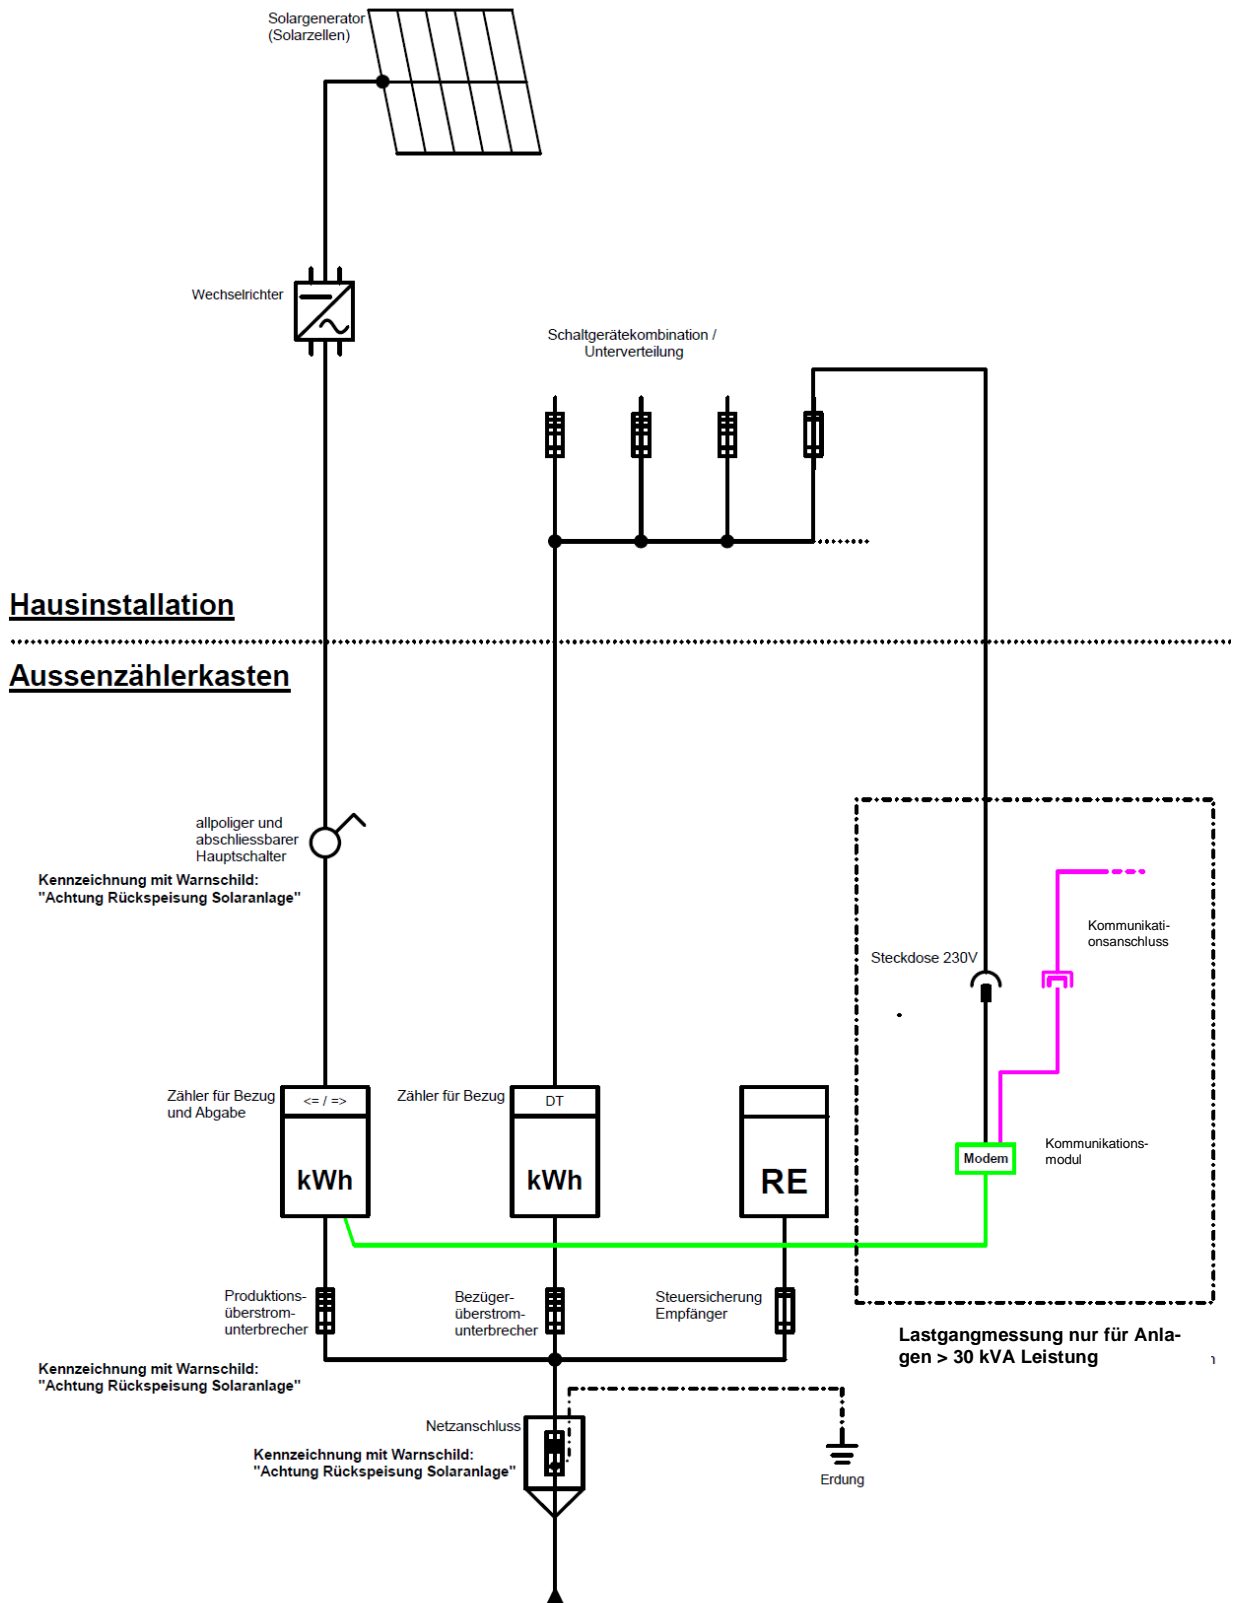 Solargenerator
(Solarzellen)
Wechselrichter
Schaltgerätekombination /
Unterverteilung
Hausinstallation
Aussenzählerkasten
allpoliger und
abschliessbarer
Hauptschalter
Kennzeichnung mit Warnschild:
"Achtung Rückspeisung Solaranlage"
Kommunikati-
onsanschluss
Steckdose 230V
Zähler für Bezug
und Abgabe
<= / =>
kWh
Zähler für Bezug
DT
kWh
RE
Modem
Kommunikations-
modul
Produktions-
überstrom-
unterbrecher
Bezüger-
überstrom-
unterbrecher
Steuersicherung
Empfänger
Lastgangmessung nur für Anla-
gen > 30 kVA Leistung
Kennzeichnung mit Warnschild:
"Achtung Rückspeisung Solaranlage"
Netzanschluss
Kennzeichnung mit Warnschild:
"Achtung Rückspeisung Solaranlage"
Erdung